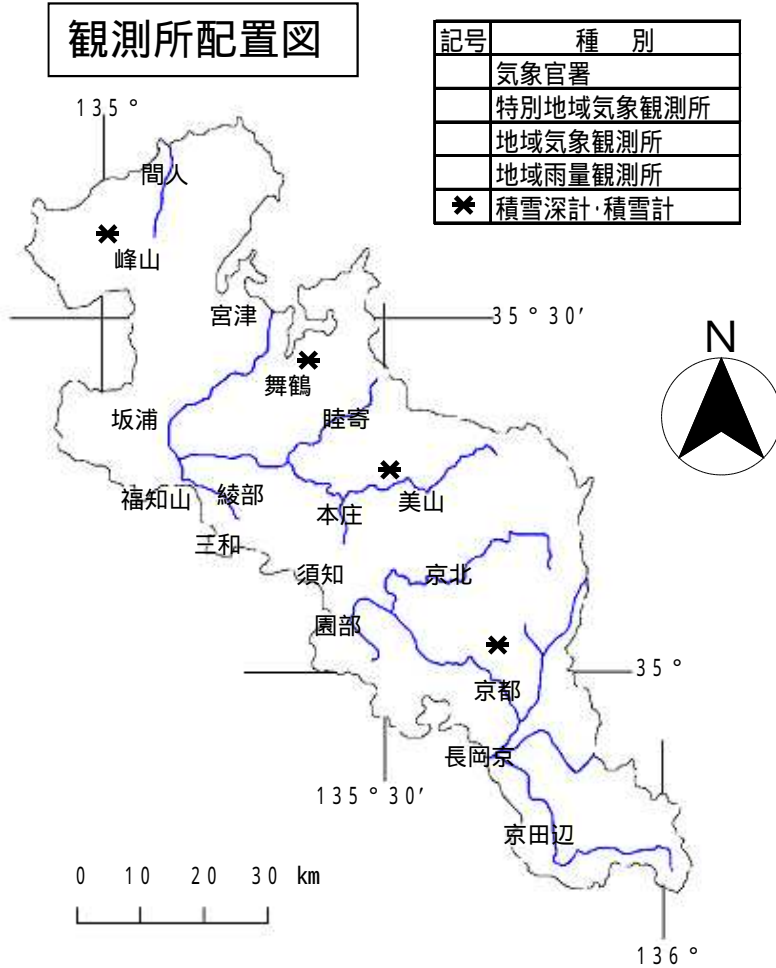 観測所配置図
記号 種 別
気象官署
特別地域気象観測所
地域気象観測所
地域雨量観測所
積雪深計・積雪計
135°
間人
峰山
宮津
35°30′
N
舞鶴
坂浦
睦寄
福知山
綾部
本庄
美山
三和
須知
京北
園部
京都
35°
長岡京
135°30′
京田辺
0 10 20 30 km
136°